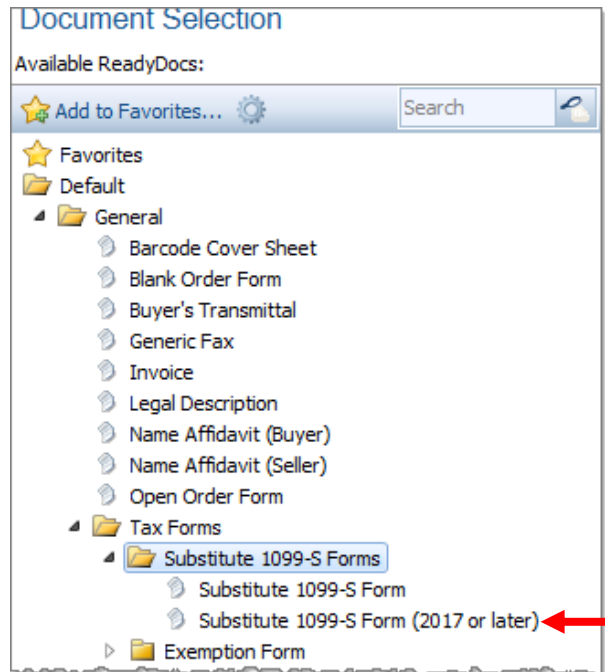 Document Selection
Available ReadyDocs:
Add to Favorites... Search
Favorites
Default
General
Barcode Cover Sheet
Blank Order Form
Buyer's Transmittal
Generic Fax
Invoice
Legal Description
Name Affidavit (Buyer)
Name Affidavit (Seller)
Open Order Form
Tax Forms
Substitute 1099-S Forms
Substitute 1099-S Form
Substitute 1099-S Form (2017 or later)
Exemption Form